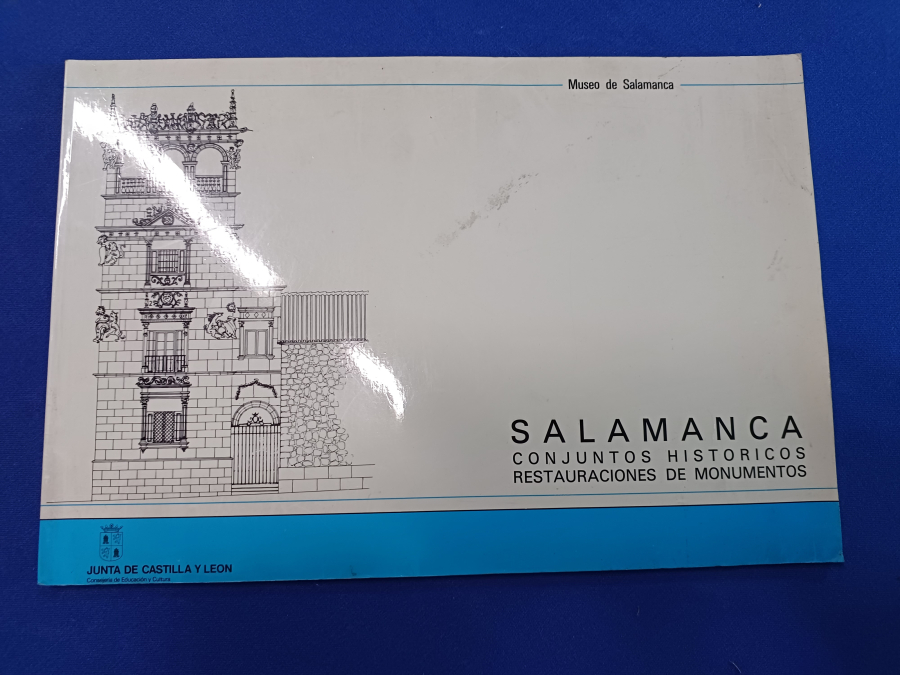 Museo de Salamanca
SALAMANCA
CONJUNTOS HISTORICOS
RESTAURACIONES DE MONUMENTOS
JUNTA DE CASTILLA Y LEON
Consejería de Educación y Cultura